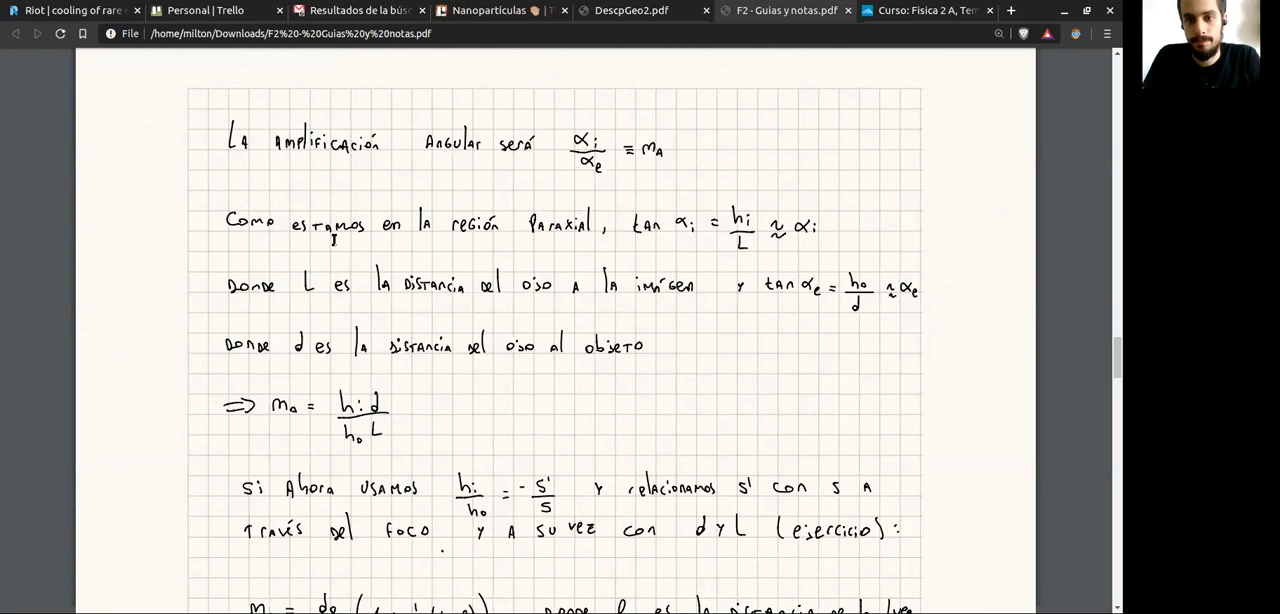 Riot | cooling of rare e
Personal | Trello
Resultados de la bús
Nanopartículas 👋🏼 | T
DescpGeo2.pdf
F2 - Guias y notas.pdf
Curso: Fisica 2 A, Tem
File /home/milton/Downloads/F2%20-%20Guias%20y%20notas.pdf
La amplificación angular será αi/αe ≡ mA
Como estamos en la región paraxial, tan αi = hi/L ≈ αi
Donde L es la distancia del ojo a la imágen y tan αe = ho/d ≈ αe
Donde d es la distancia del ojo al objeto
⇒ mA = hi d / ho L
Si ahora usamos hi/ho = -s'/s y relacionamos s' con s a
través del foco y a su vez con d y L (ejercicio):